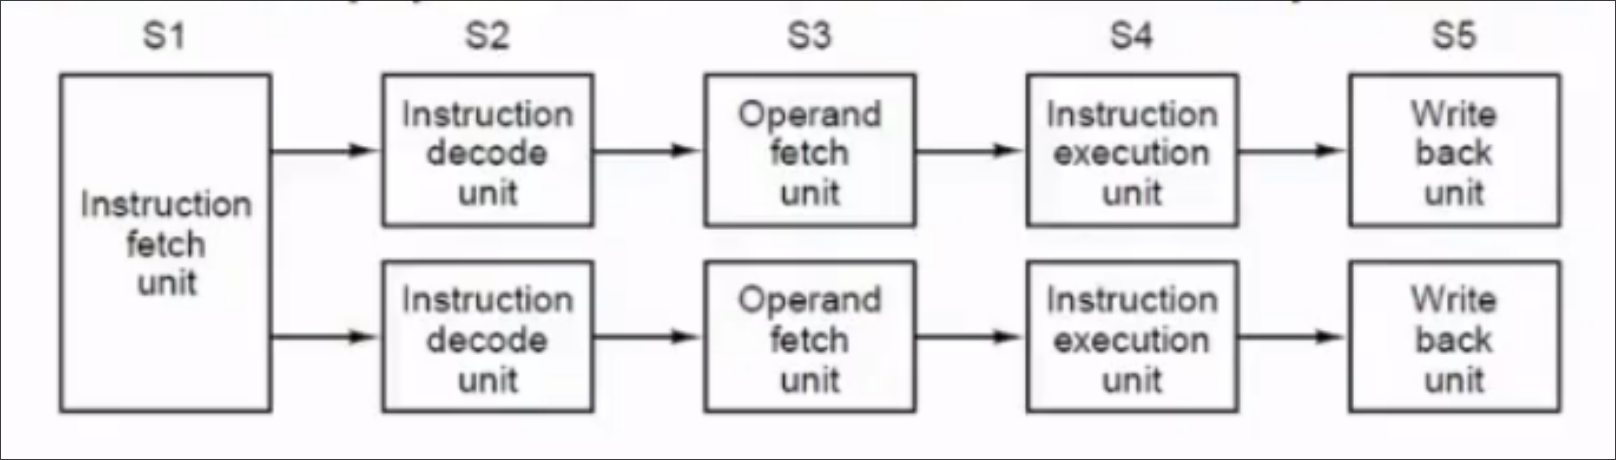 S1
S2
S3
S4
S5
Instruction
fetch
unit
Instruction
decode
unit
Operand
fetch
unit
Instruction
execution
unit
Write
back
unit
Instruction
decode
unit
Operand
fetch
unit
Instruction
execution
unit
Write
back
unit